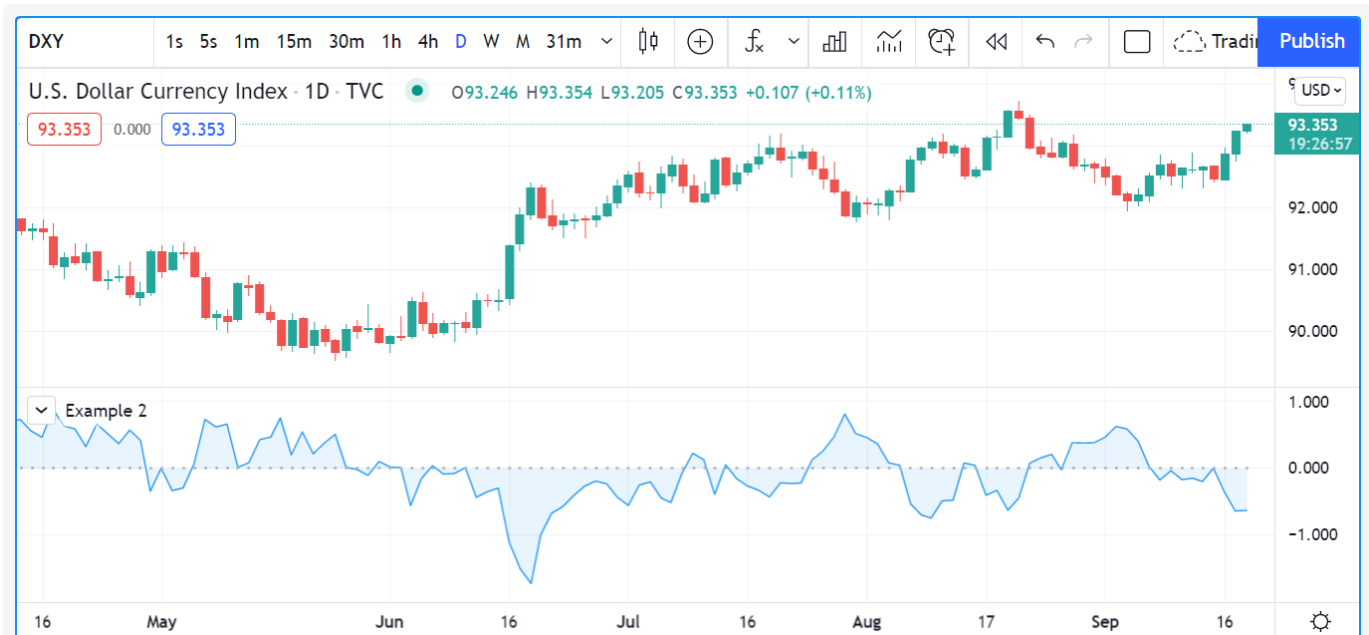 DXY 1s 5s 1m 15m 30m 1h 4h D W M 31m fx Publish
U.S. Dollar Currency Index · 1D · TVC O93.246 H93.354 L93.205 C93.353 +0.107 (+0.11%) USD
93.353 0.000 93.353
93.353
19:26:57
92.000
91.000
90.000
Example 2
1.000
0.000
−1.000
16 May Jun 16 Jul 16 Aug 17 Sep 16